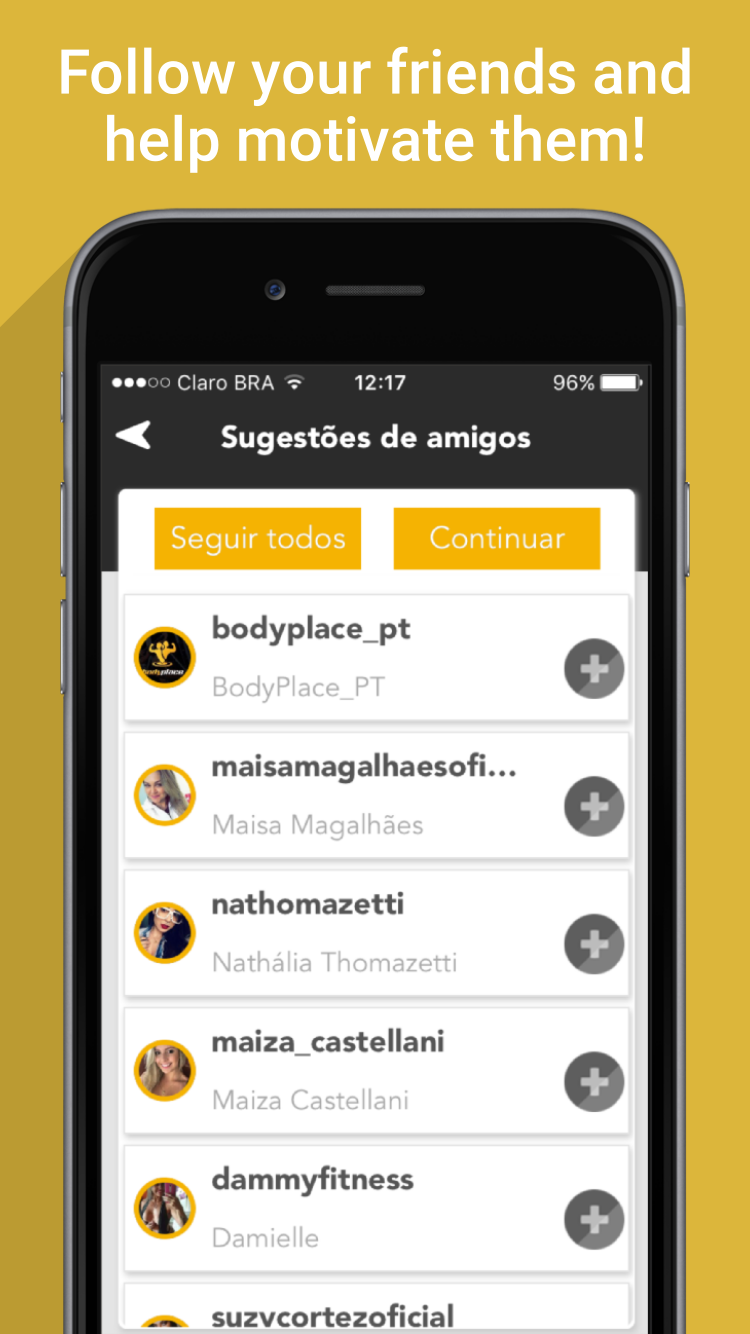 Follow your friends and
help motivate them!
Claro BRA 12:17 96%
Sugestões de amigos
Seguir todos Continuar
bodyplace_pt
BodyPlace_PT
bodyplace
maisamagalhaesofi...
Maisa Magalhães
nathomazetti
Nathália Thomazetti
maiza_castellani
Maiza Castellani
dammyfitness
Damielle
suzycortezoficial